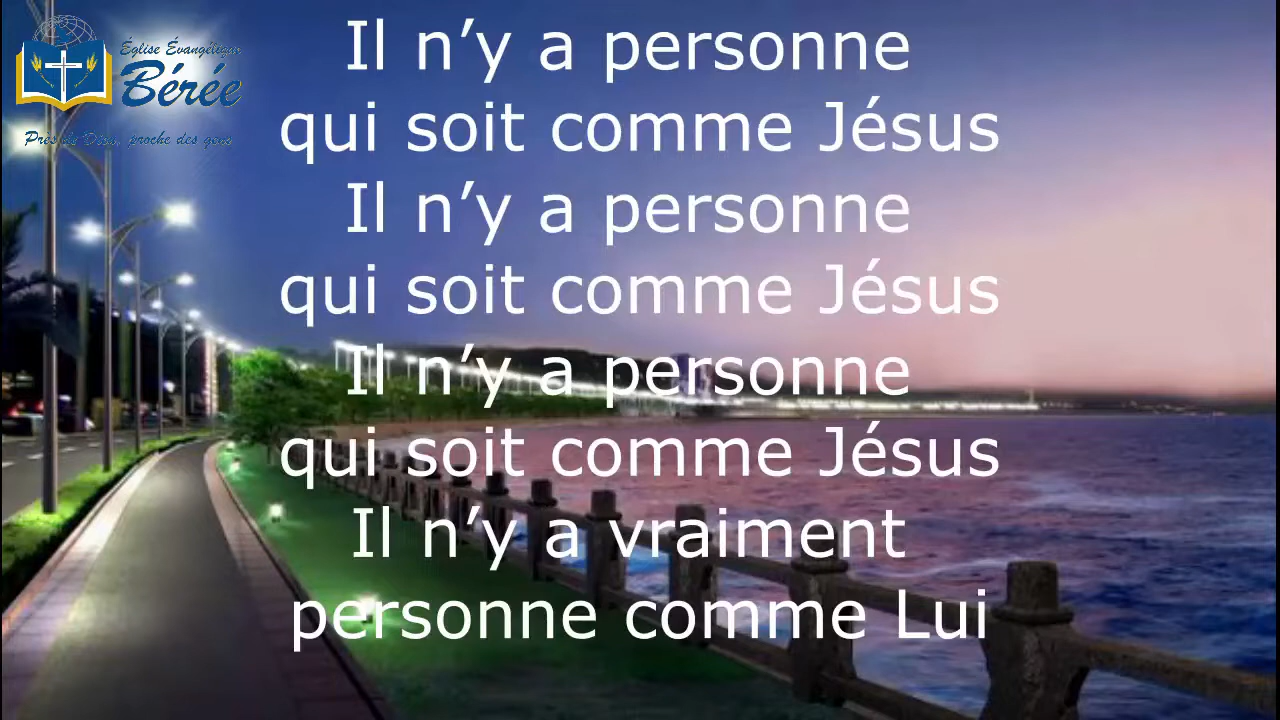 Église Évangélique
Bérée
Près de Dieu, proche des gens
Il n’y a personne
qui soit comme Jésus
Il n’y a personne
qui soit comme Jésus
Il n’y a personne
qui soit comme Jésus
Il n’y a vraiment
personne comme Lui